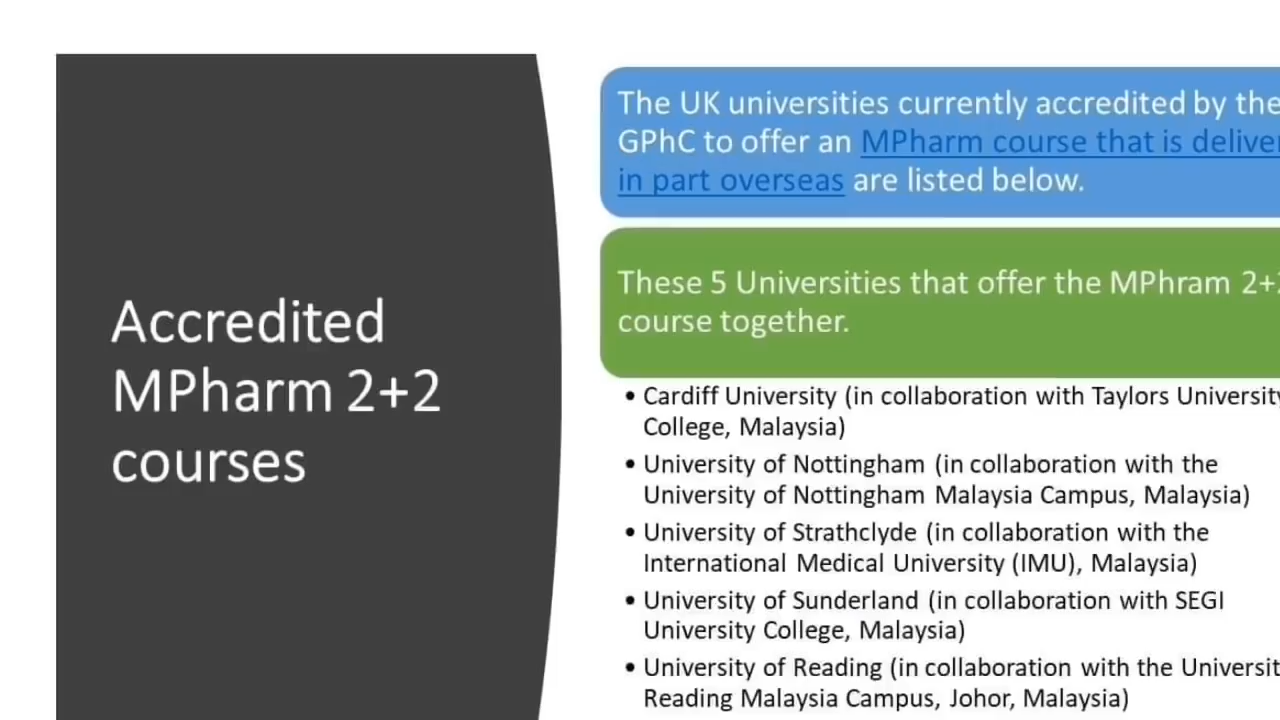 Accredited
MPharm 2+2
courses
The UK universities currently accredited by the
GPhC to offer an MPharm course that is deliver
in part overseas are listed below.
These 5 Universities that offer the MPhram 2+2
course together.
• Cardiff University (in collaboration with Taylors University
College, Malaysia)
• University of Nottingham (in collaboration with the
University of Nottingham Malaysia Campus, Malaysia)
• University of Strathclyde (in collaboration with the
International Medical University (IMU), Malaysia)
• University of Sunderland (in collaboration with SEGI
University College, Malaysia)
• University of Reading (in collaboration with the Universit
Reading Malaysia Campus, Johor, Malaysia)